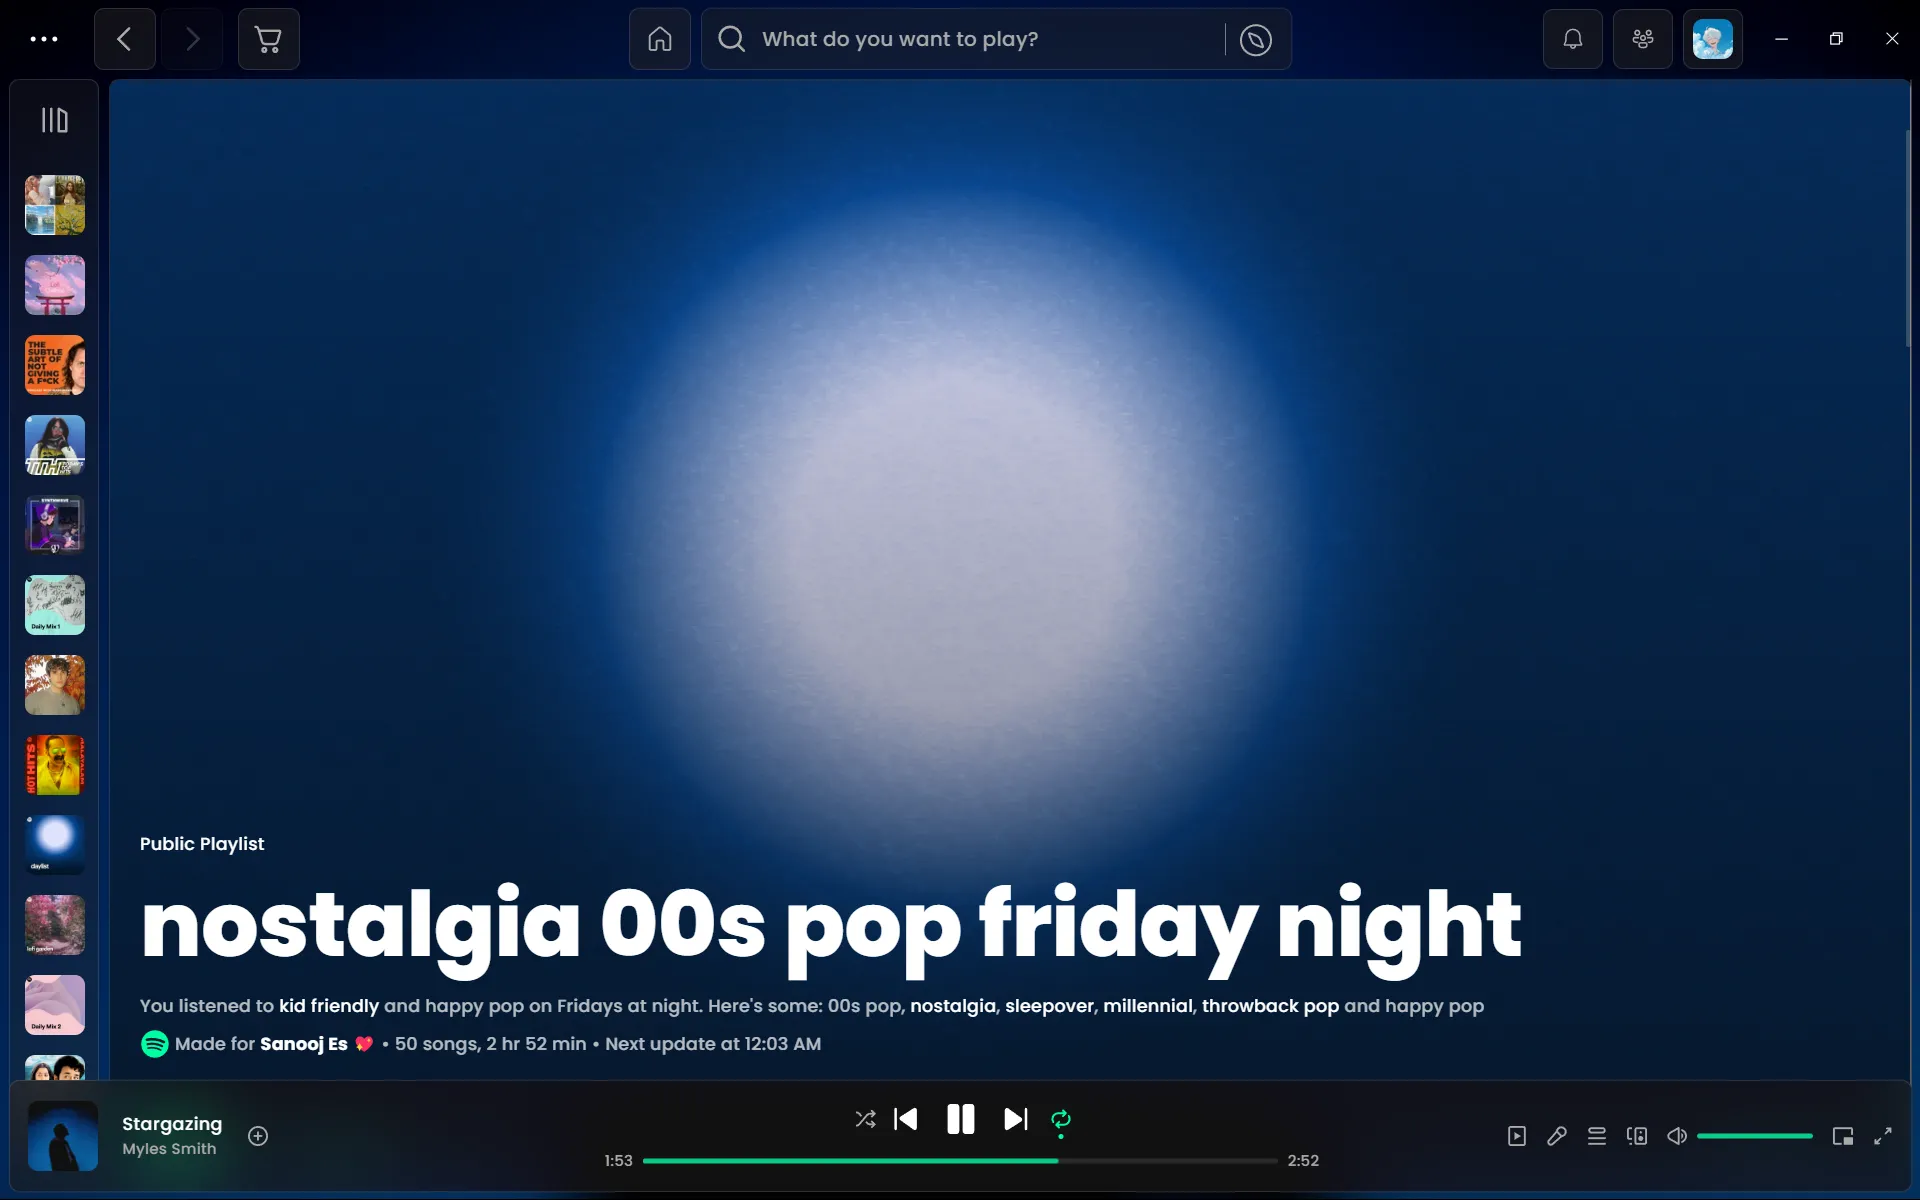 What do you want to play?
THE
SUBTLE
ART OF
NOT
GIVING
A F*CK
SYNTHWAVE
Daily Mix 1
HOT HITS
daylist
lofi garden
Daily Mix 2
Public Playlist
nostalgia 00s pop friday night
You listened to kid friendly and happy pop on Fridays at night. Here's some: 00s pop, nostalgia, sleepover, millennial, throwback pop and happy pop
Made for Sanooj Es 💖 • 50 songs, 2 hr 52 min • Next update at 12:03 AM
Stargazing
Myles Smith
1:53
2:52